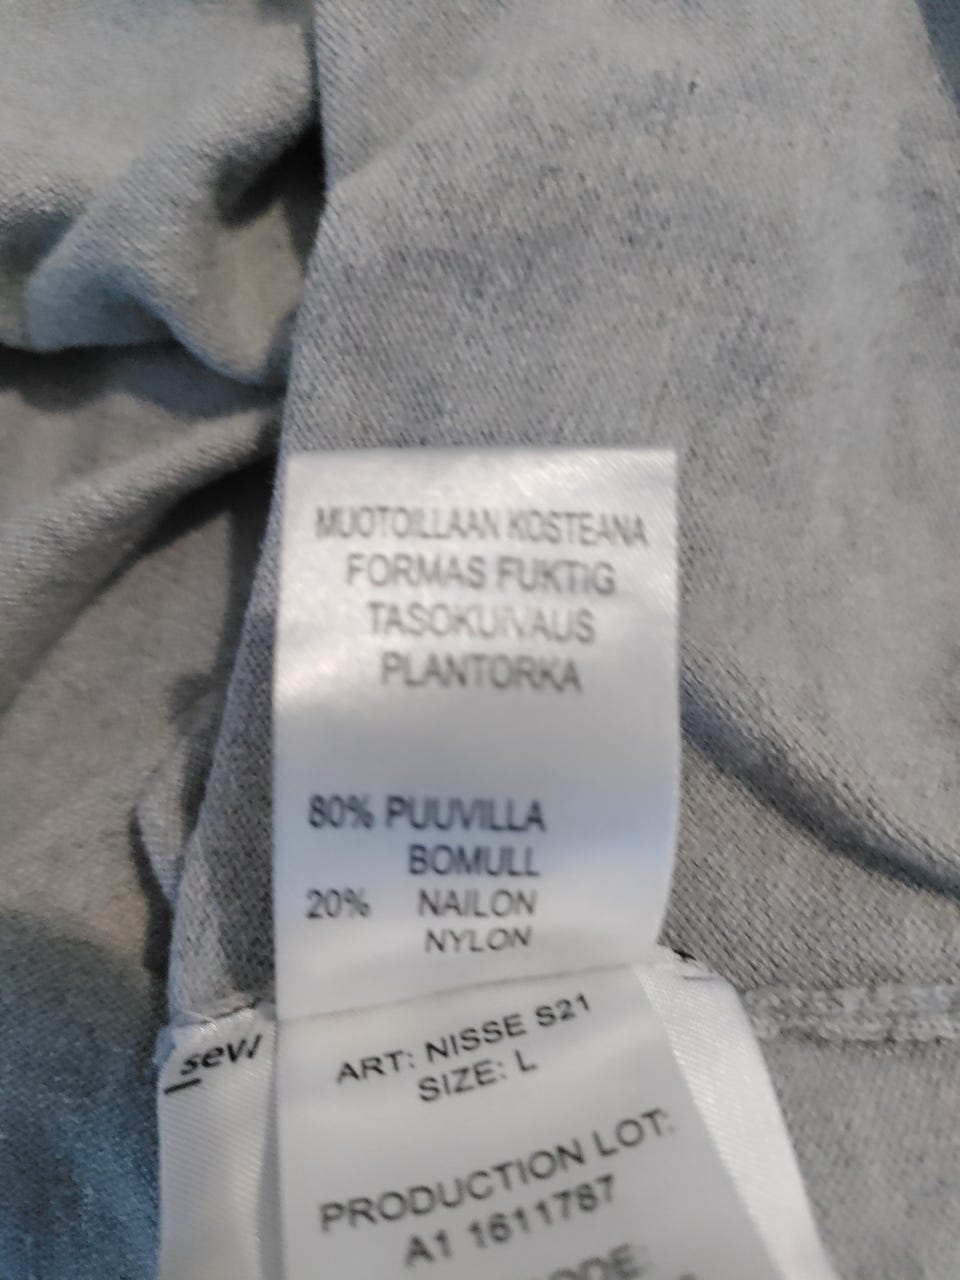 MUOTOILLAAN KOSTEANA
FORMAS FUKTIG
TASOKUIVAUS
PLANTORKA
80% PUUVILLA
BOMULL
20% NAILON
NYLON
ART: NISSE S21
SIZE: L
PRODUCTION LOT:
A1 1611787